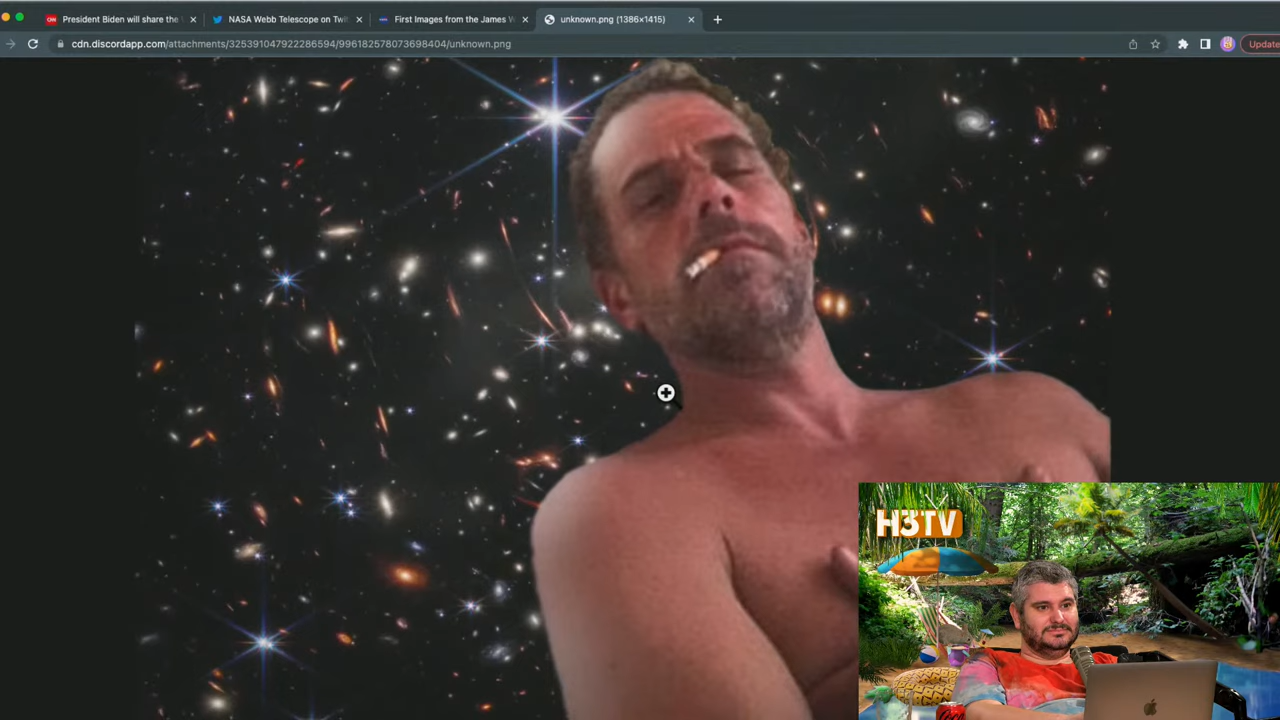 President Biden will share the
NASA Webb Telescope on Twit
First Images from the James W
unknown.png (1386×1415)
cdn.discordapp.com/attachments/325391047922286594/996182578073698404/unknown.png
Update
H3TV